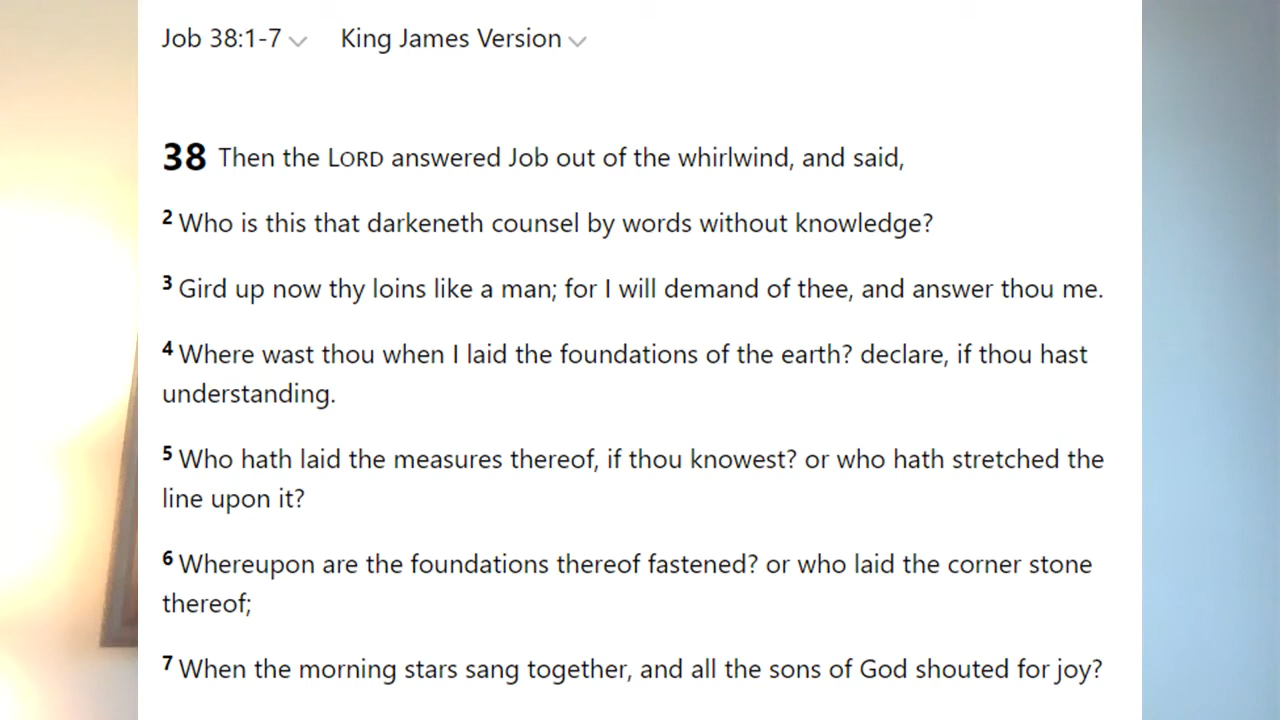 Job 38:1-7 King James Version
38 Then the LORD answered Job out of the whirlwind, and said,
2 Who is this that darkeneth counsel by words without knowledge?
3 Gird up now thy loins like a man; for I will demand of thee, and answer thou me.
4 Where wast thou when I laid the foundations of the earth? declare, if thou hast
understanding.
5 Who hath laid the measures thereof, if thou knowest? or who hath stretched the
line upon it?
6 Whereupon are the foundations thereof fastened? or who laid the corner stone
thereof;
7 When the morning stars sang together, and all the sons of God shouted for joy?